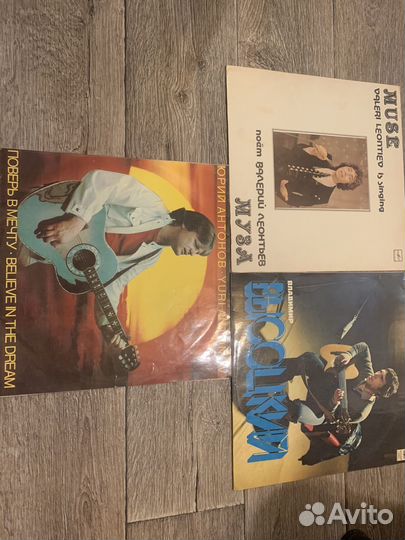 ПОВЕРЬ В МЕЧТУ · BELIEVE IN THE DREAM
ЮРИЙ АНТОНОВ · YURI
MUSE
VALERI LEONTIEV is singing
поёт ВАЛЕРИЙ ЛЕОНТЬЕВ
МУЗА
ВЛАДИМИР
ВЫСОЦКИЙ
Avito